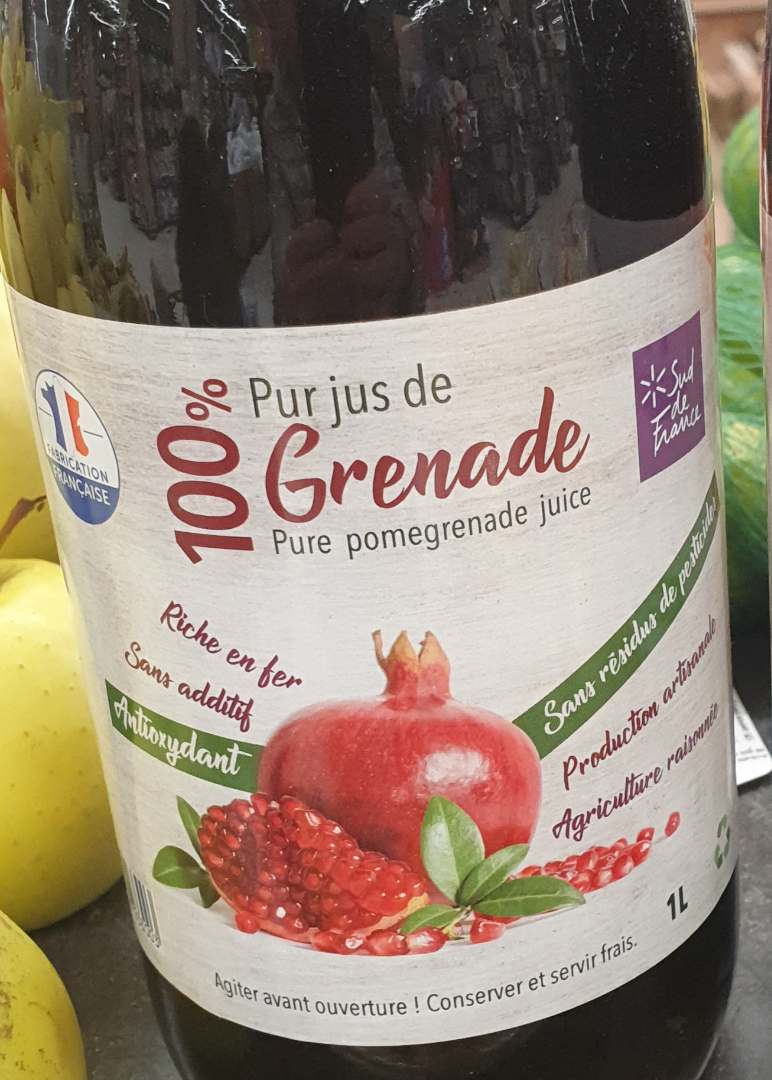 100%
Pur jus de
Grenade
Pure pomegrenade juice
FABRICATION
FRANÇAISE
Sud
de
France
Riche en fer
Sans additif
Antioxydant
Sans résidus de pesticides
Production artisanale
Agriculture raisonnée
1L
Agiter avant ouverture ! Conserver et servir frais.